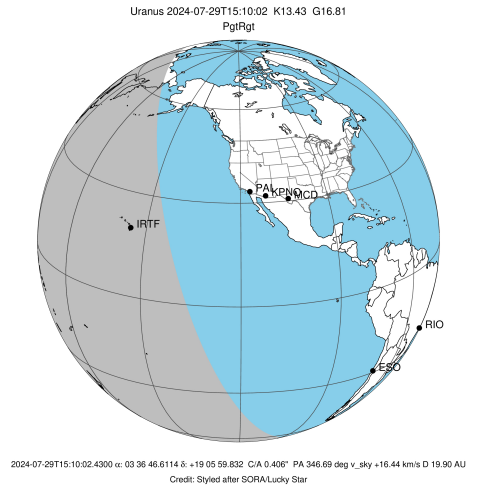 Uranus 2024-07-29T15:10:02 K13.43 G16.81
PgtRgt
PAL
KPNO
MCD
IRTF
RIO
ESO
2024-07-29T15:10:02.4300 α: 03 36 46.6114 δ: +19 05 59.832 C/A 0.406" PA 346.69 deg v_sky +16.44 km/s D 19.90 AU
Credit: Styled after SORA/Lucky Star